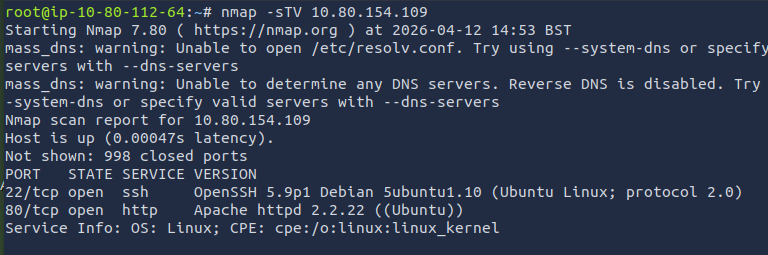 root@ip-10-80-112-64:~# nmap -sTV 10.80.154.109
Starting Nmap 7.80 ( https://nmap.org ) at 2026-04-12 14:53 BST
mass_dns: warning: Unable to open /etc/resolv.conf. Try using --system-dns or specify
servers with --dns-servers
mass_dns: warning: Unable to determine any DNS servers. Reverse DNS is disabled. Try
-system-dns or specify valid servers with --dns-servers
Nmap scan report for 10.80.154.109
Host is up (0.00047s latency).
Not shown: 998 closed ports
PORT   STATE SERVICE VERSION
22/tcp open  ssh     OpenSSH 5.9p1 Debian 5ubuntu1.10 (Ubuntu Linux; protocol 2.0)
80/tcp open  http    Apache httpd 2.2.22 ((Ubuntu))
Service Info: OS: Linux; CPE: cpe:/o:linux:linux_kernel